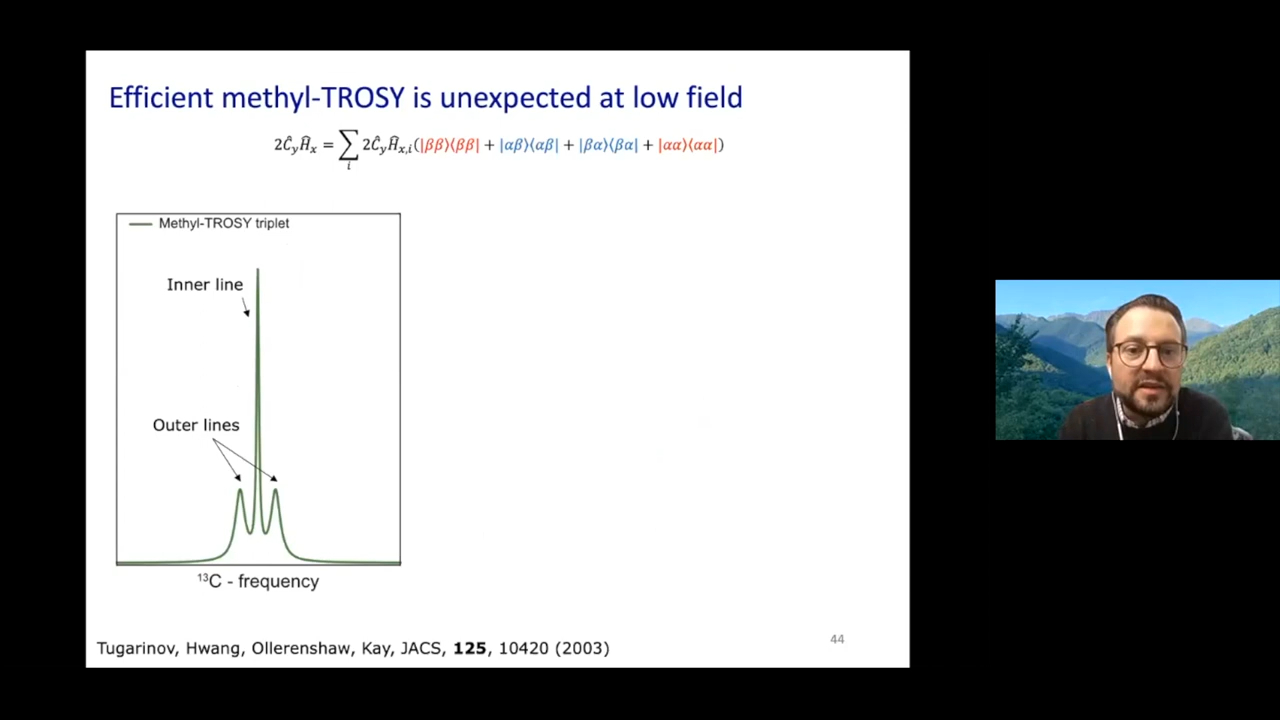 Efficient methyl-TROSY is unexpected at low field
2ĈyĤx = ∑i 2ĈyĤx,i(|ββ⟩⟨ββ| + |αβ⟩⟨αβ| + |βα⟩⟨βα| + |αα⟩⟨αα|)
Methyl-TROSY triplet
Inner line
Outer lines
¹³C - frequency
Tugarinov, Hwang, Ollerenshaw, Kay, JACS, 125, 10420 (2003)
44